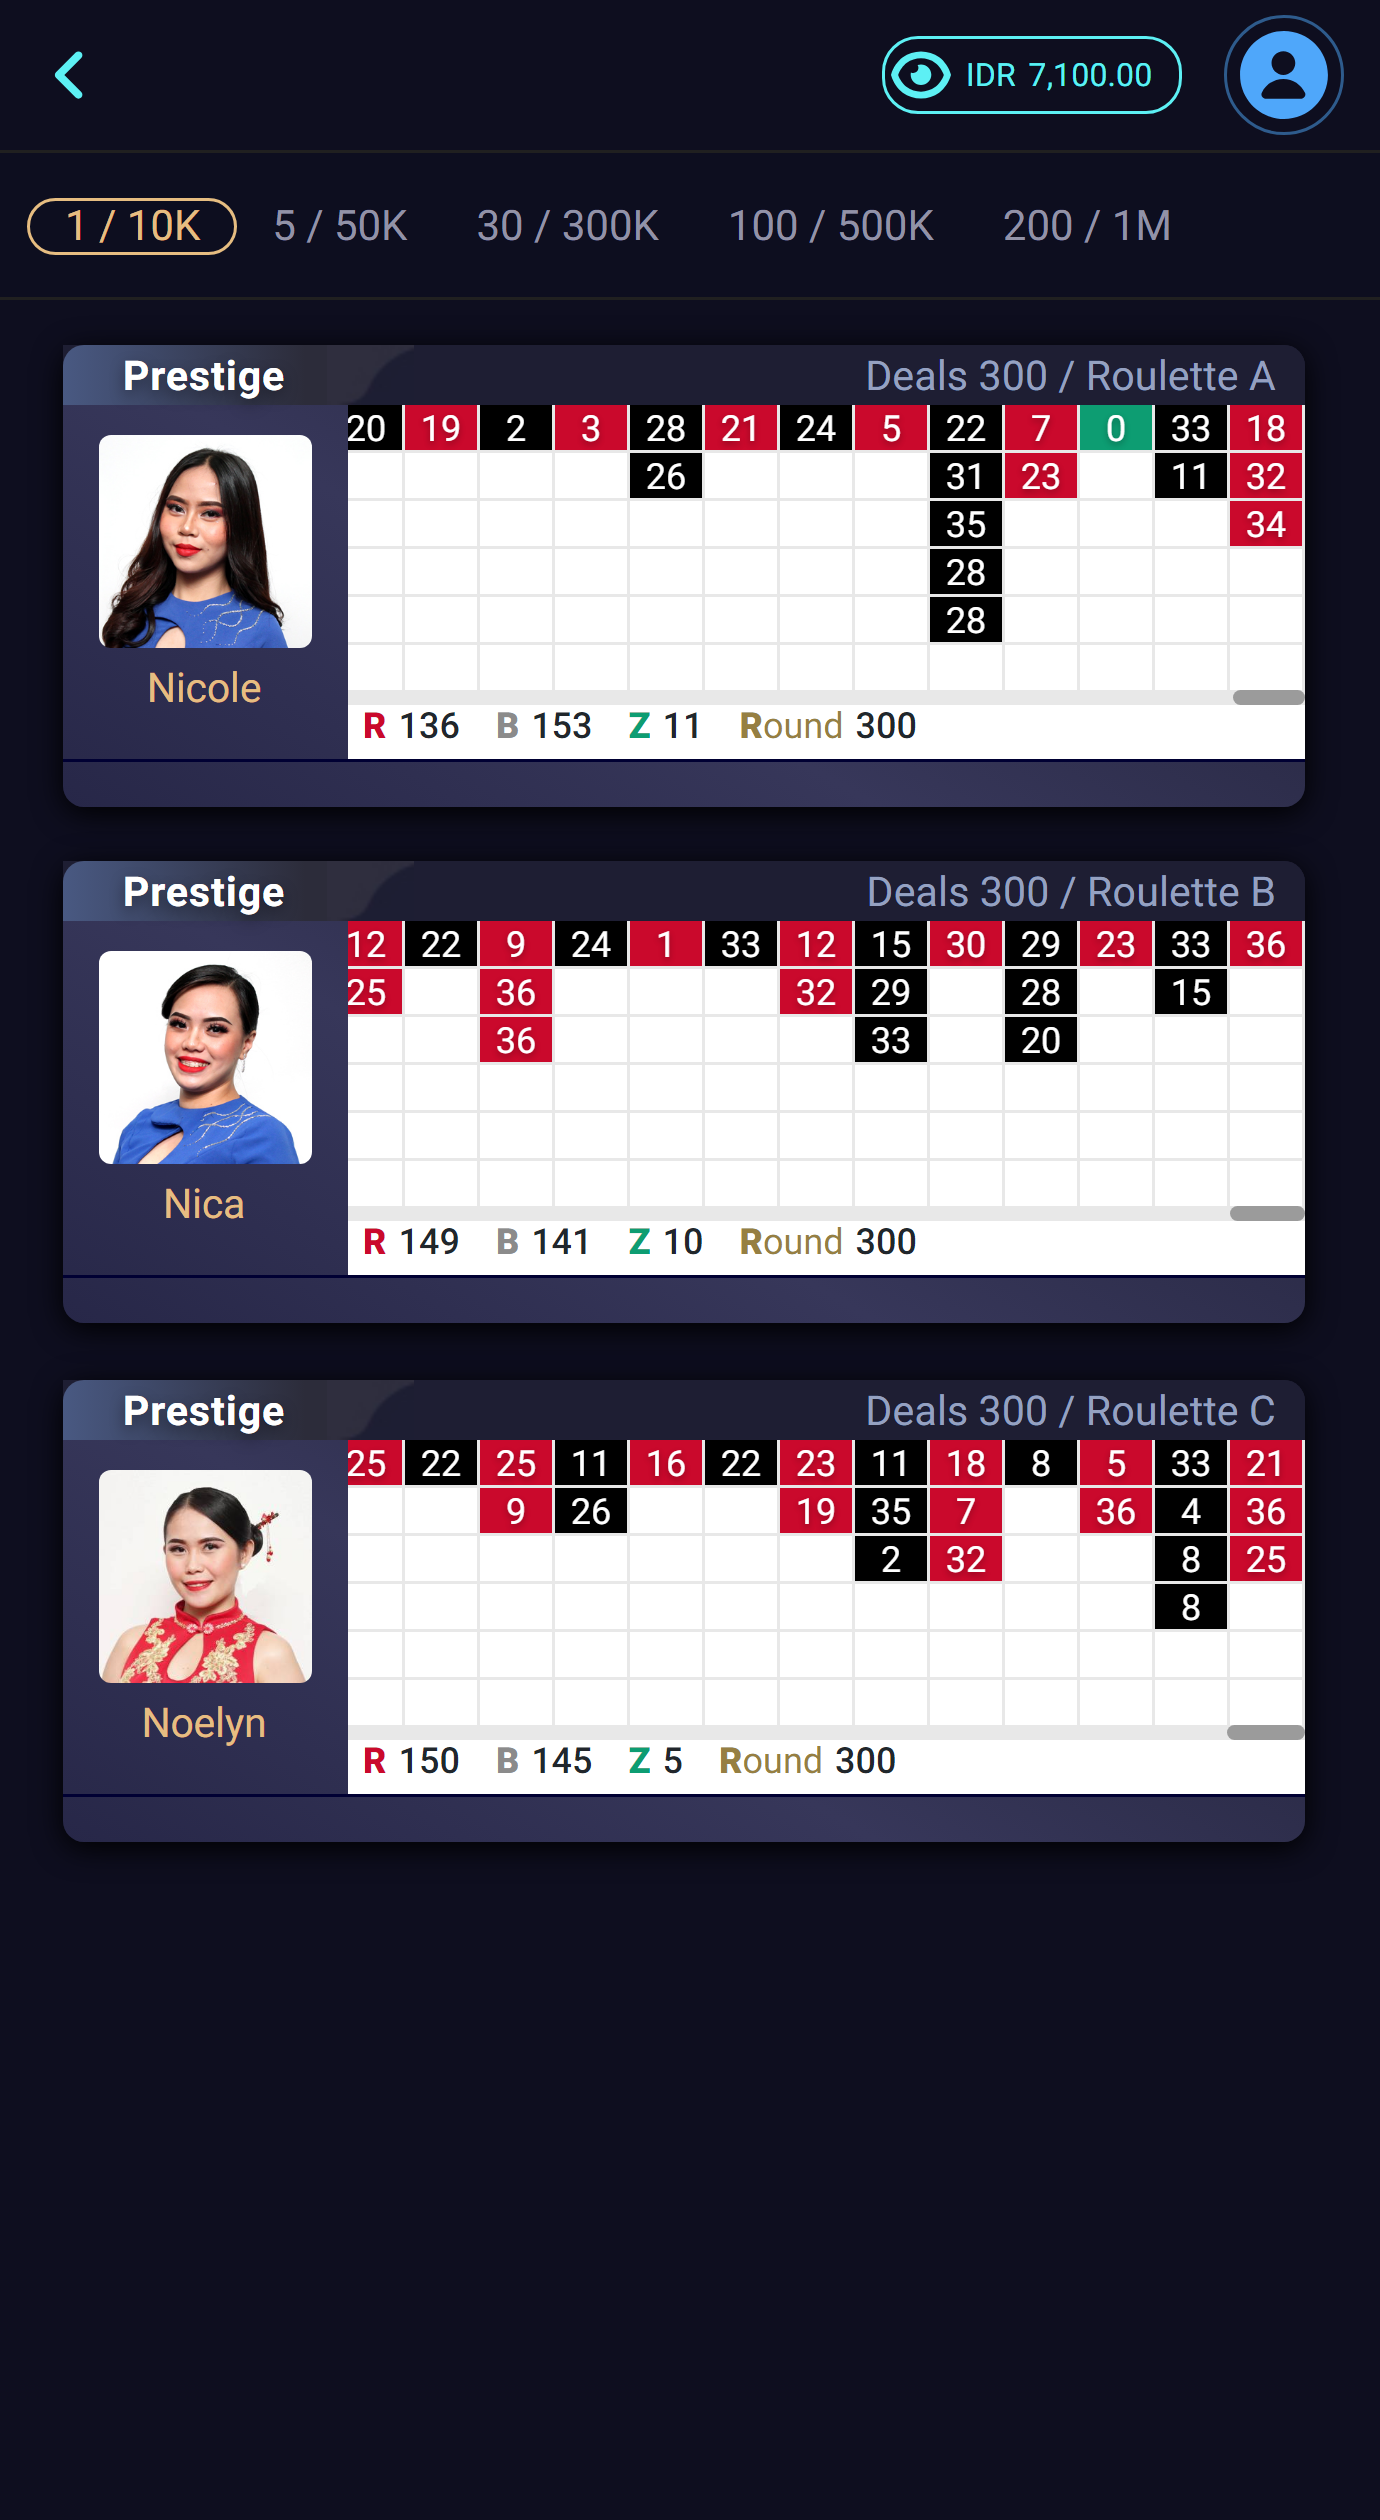 IDR 7,100.00
1 / 10K 5 / 50K 30 / 300K 100 / 500K 200 / 1M
Prestige Deals 300 / Roulette A
20 19 2 3 28 21 24 5 22 7 0 33 18
26 31 23 11 32
35 34
28
28
Nicole
R 136 B 153 Z 11 Round 300
Prestige Deals 300 / Roulette B
12 22 9 24 1 33 12 15 30 29 23 33 36
25 36 32 29 28 15
36 33 20
Nica
R 149 B 141 Z 10 Round 300
Prestige Deals 300 / Roulette C
25 22 25 11 16 22 23 11 18 8 5 33 21
9 26 19 35 7 36 4 36
2 32 8 25
8
Noelyn
R 150 B 145 Z 5 Round 300